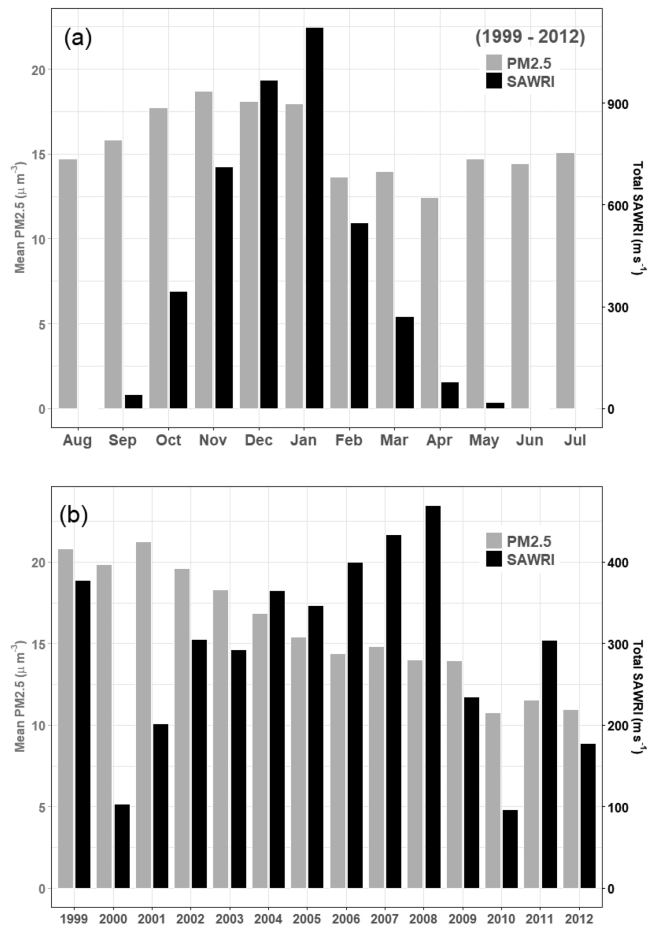 (a)
(1999 - 2012)
PM2.5
SAWRI
Mean PM2.5 (μ m⁻³)
20
15
10
5
0
Total SAWRI (m s⁻¹)
900
600
300
0
Aug Sep Oct Nov Dec Jan Feb Mar Apr May Jun Jul
(b)
PM2.5
SAWRI
Mean PM2.5 (μ m⁻³)
20
15
10
5
0
Total SAWRI (m s⁻¹)
400
300
200
100
0
1999 2000 2001 2002 2003 2004 2005 2006 2007 2008 2009 2010 2011 2012